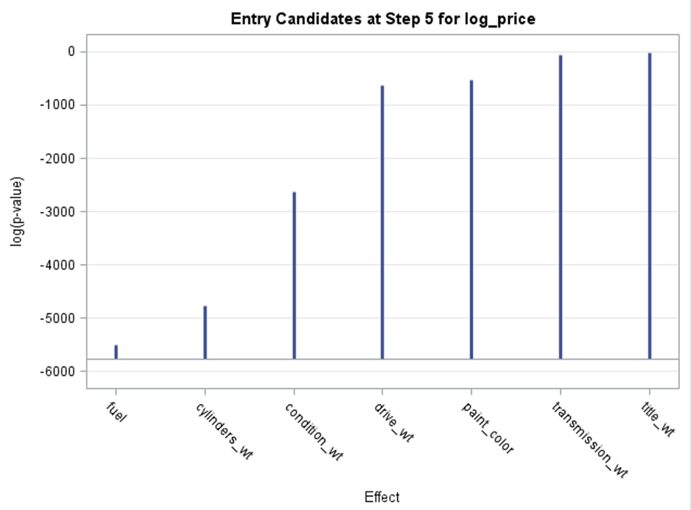 Entry Candidates at Step 5 for log_price
0
-1000
-2000
-3000
-4000
-5000
-6000
log(p-value)
fuel
cylinders_wt
condition_wt
drive_wt
paint_color
transmission_wt
title_wt
Effect